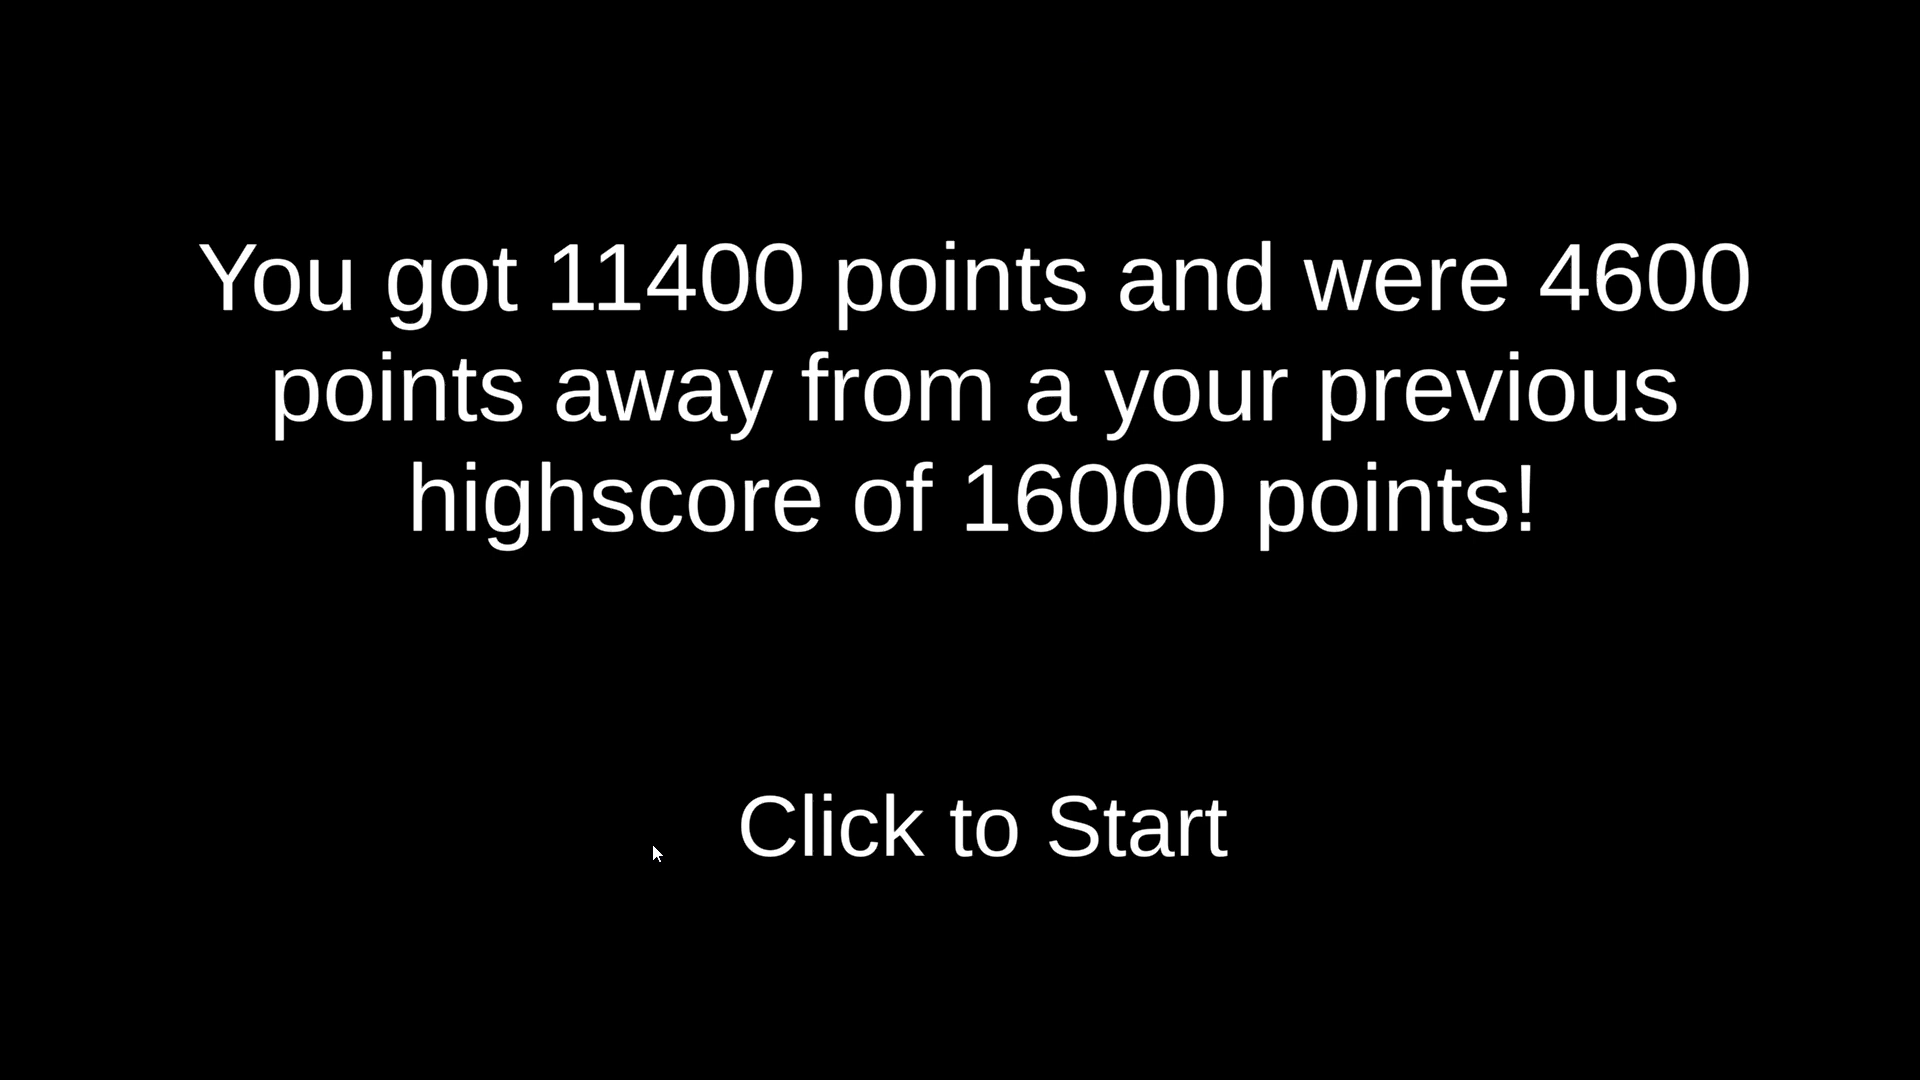 You got 11400 points and were 4600
points away from a your previous
highscore of 16000 points!
Click to Start